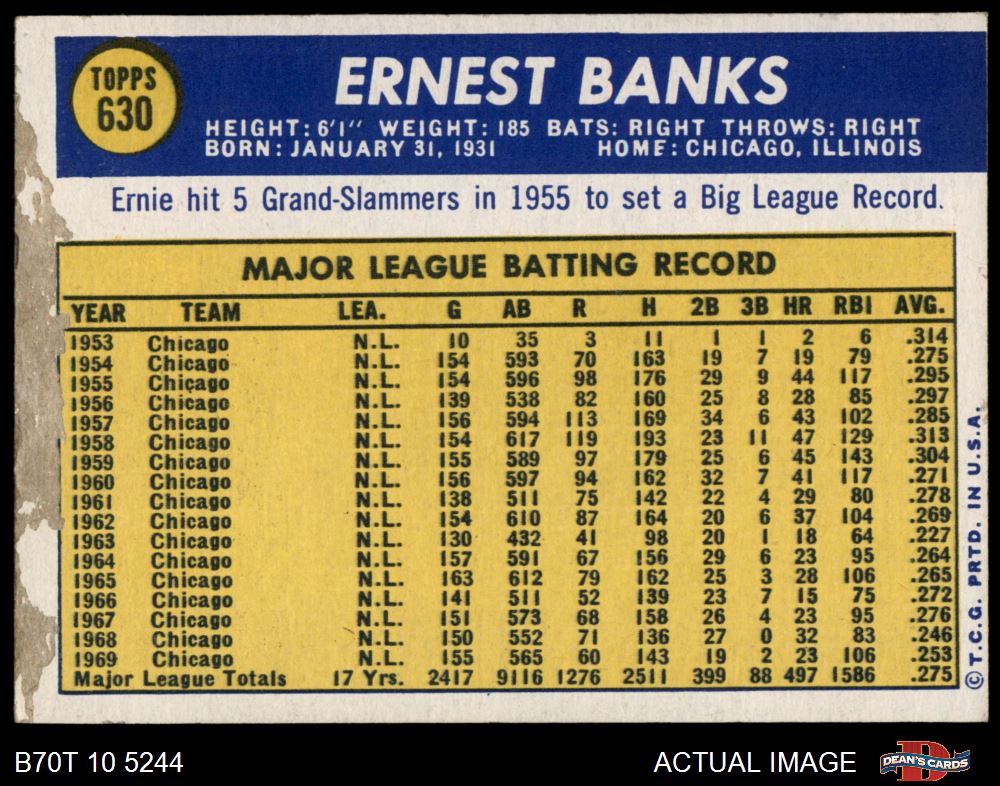 TOPPS
630
ERNEST BANKS
HEIGHT: 6'1" WEIGHT: 185 BATS: RIGHT THROWS: RIGHT
BORN: JANUARY 31, 1931 HOME: CHICAGO, ILLINOIS
Ernie hit 5 Grand-Slammers in 1955 to set a Big League Record.
MAJOR LEAGUE BATTING RECORD
YEAR TEAM LEA. G AB R H 2B 3B HR RBI AVG.
1953 Chicago N.L. 10 35 3 11 1 1 2 6 .314
1954 Chicago N.L. 154 593 70 163 19 7 19 79 .275
1955 Chicago N.L. 154 596 98 176 29 9 44 117 .295
1956 Chicago N.L. 139 538 82 160 25 8 28 85 .297
1957 Chicago N.L. 156 594 113 169 34 6 43 102 .285
1958 Chicago N.L. 154 617 119 193 23 11 47 129 .313
1959 Chicago N.L. 155 589 97 179 25 6 45 143 .304
1960 Chicago N.L. 156 597 94 162 32 7 41 117 .271
1961 Chicago N.L. 138 511 75 142 22 4 29 80 .278
1962 Chicago N.L. 154 610 87 164 20 6 37 104 .269
1963 Chicago N.L. 130 432 41 98 20 1 18 64 .227
1964 Chicago N.L. 157 591 67 156 29 6 23 95 .264
1965 Chicago N.L. 163 612 79 162 25 3 28 106 .265
1966 Chicago N.L. 141 511 52 139 23 7 15 75 .272
1967 Chicago N.L. 151 573 68 158 26 4 23 95 .276
1968 Chicago N.L. 150 552 71 136 27 0 32 83 .246
1969 Chicago N.L. 155 565 60 143 19 2 23 106 .253
Major League Totals 17 Yrs. 2417 9116 1276 2511 399 88 497 1586 .275
©T.C.G. PRTD. IN U.S.A.
B70T 10 5244 ACTUAL IMAGE
D
DEAN'S CARDS